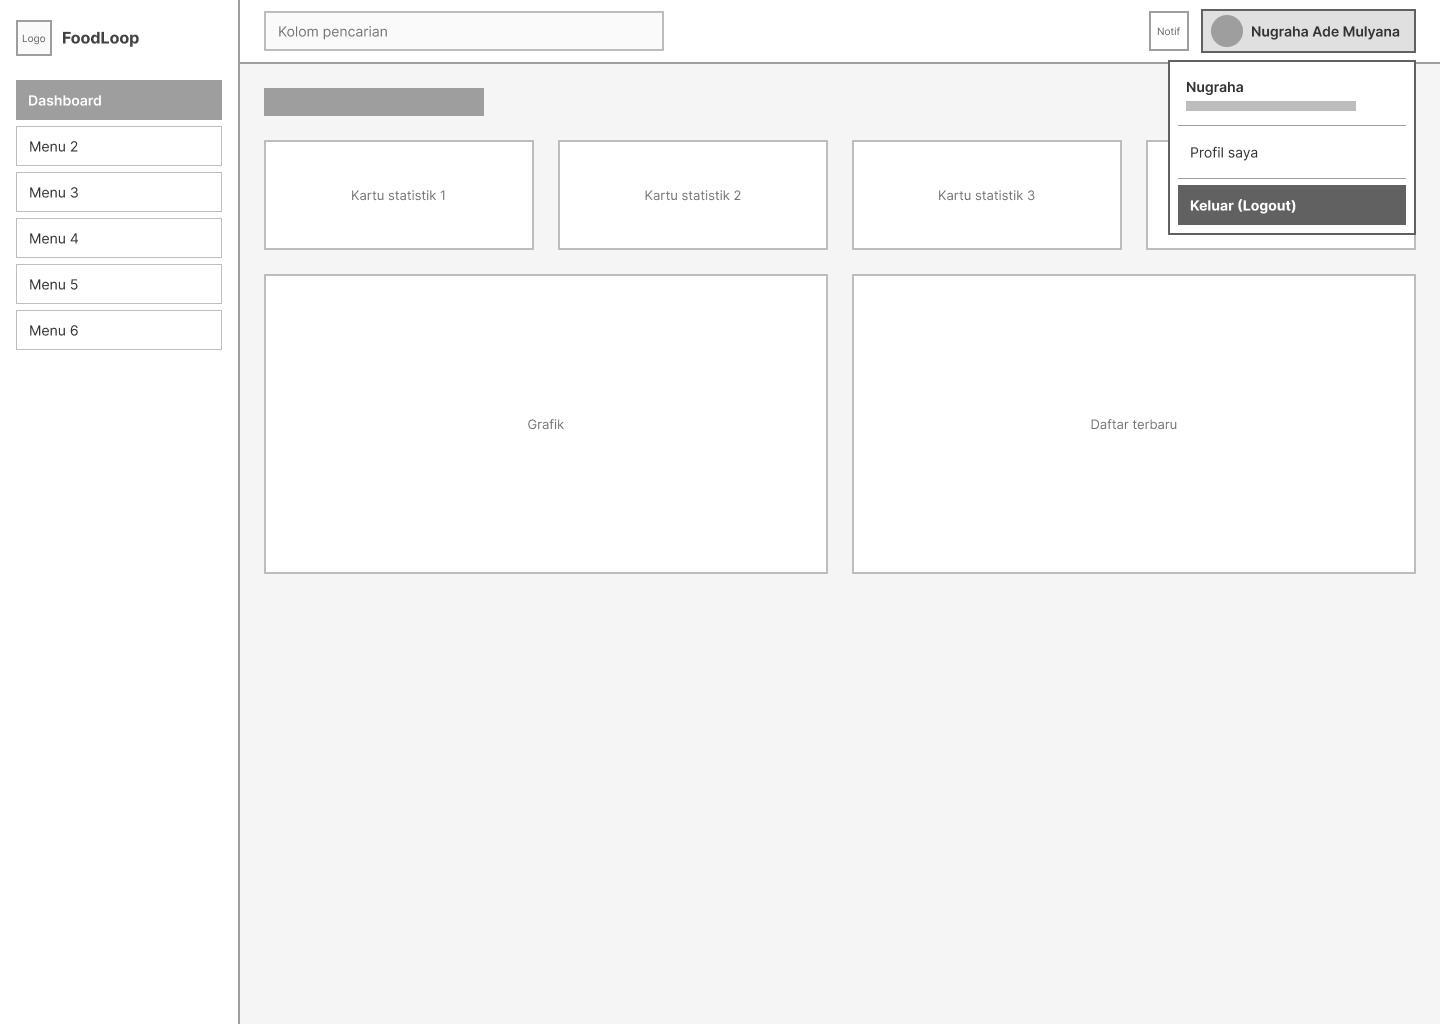 Logo
FoodLoop
Dashboard
Menu 2
Menu 3
Menu 4
Menu 5
Menu 6
Kolom pencarian
Notif
Nugraha Ade Mulyana
Nugraha
Profil saya
Keluar (Logout)
Kartu statistik 1
Kartu statistik 2
Kartu statistik 3
Grafik
Daftar terbaru